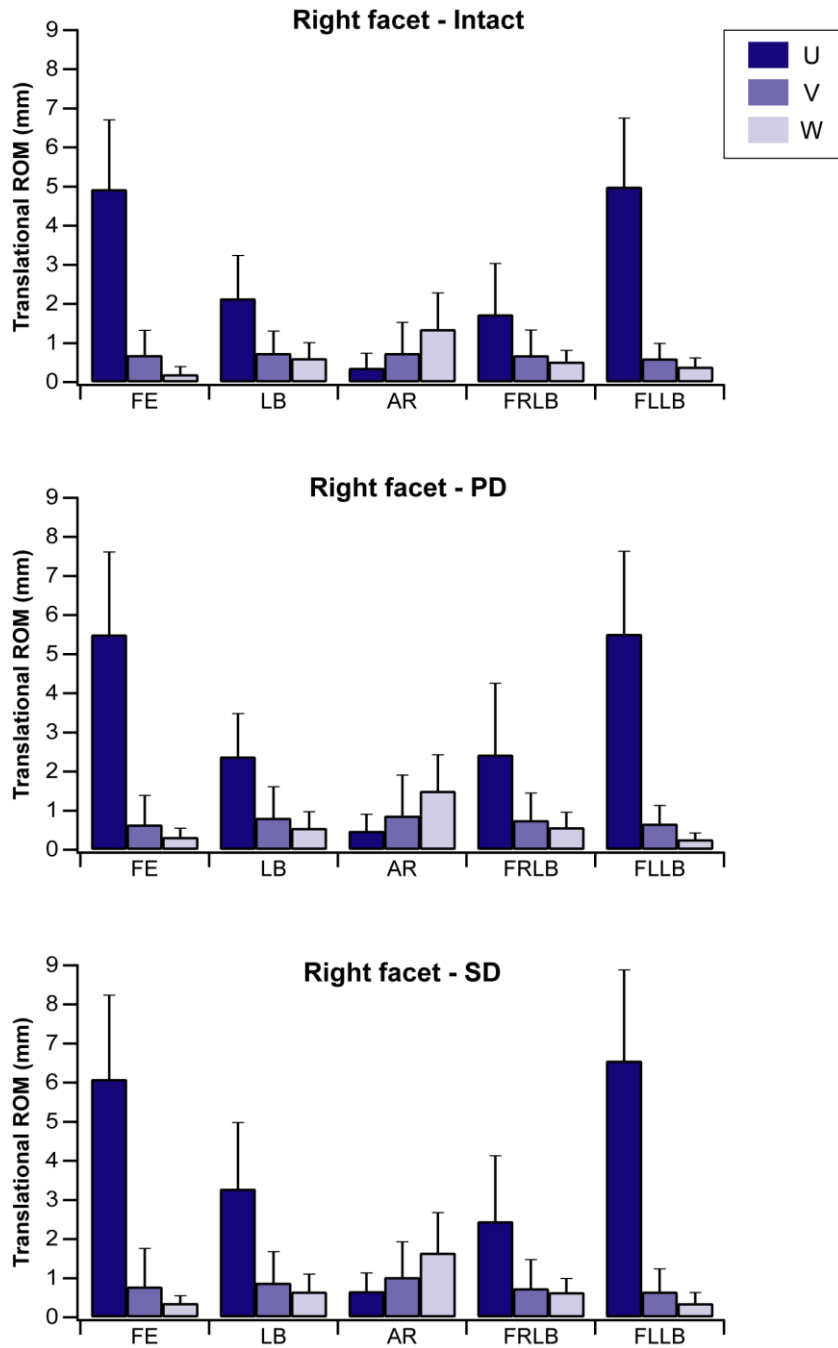 Right facet - Intact
U
V
W
Translational ROM (mm)
9
8
7
6
5
4
3
2
1
0
FE LB AR FRLB FLLB
Right facet - PD
Translational ROM (mm)
9
8
7
6
5
4
3
2
1
0
FE LB AR FRLB FLLB
Right facet - SD
Translational ROM (mm)
9
8
7
6
5
4
3
2
1
0
FE LB AR FRLB FLLB